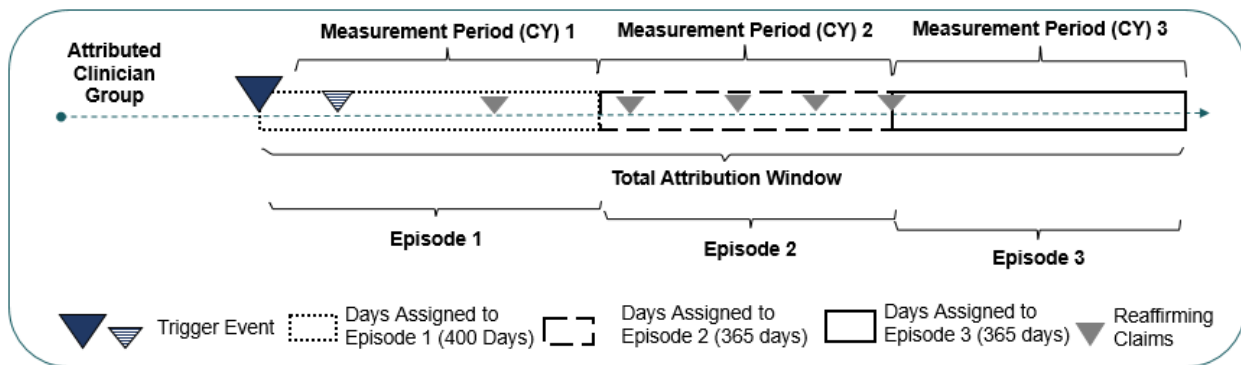 Measurement Period (CY) 1
Measurement Period (CY) 2
Measurement Period (CY) 3
Attributed
Clinician
Group
Total Attribution Window
Episode 1
Episode 2
Episode 3
Trigger Event
Days Assigned to
Episode 1 (400 Days)
Days Assigned to
Episode 2 (365 days)
Days Assigned to
Episode 3 (365 days)
Reaffirming
Claims